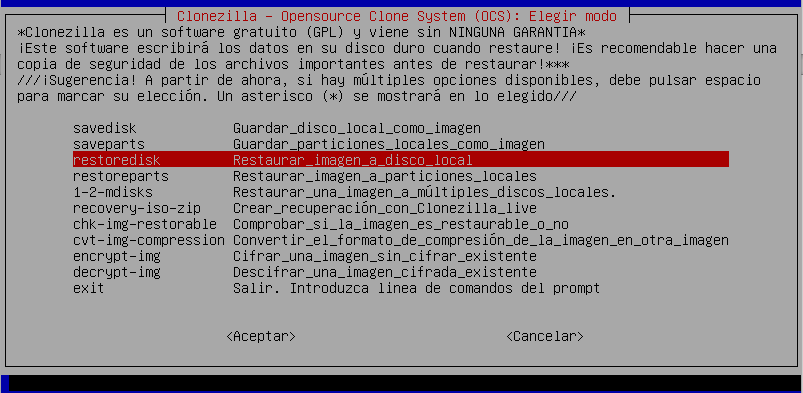 Clonezilla - Opensource Clone System (OCS): Elegir modo
*Clonezilla es un software gratuito (GPL) y viene sin NINGUNA GARANTIA*
¡Este software escribirá los datos en su disco duro cuando restaure! ¡Es recomendable hacer una
copia de seguridad de los archivos importantes antes de restaurar!***
///¡Sugerencia! A partir de ahora, si hay múltiples opciones disponibles, debe pulsar espacio
para marcar su elección. Un asterisco (*) se mostrará en lo elegido///
savedisk Guardar_disco_local_como_imagen
saveparts Guardar_particiones_locales_como_imagen
restoredisk Restaurar_imagen_a_disco_local
restoreparts Restaurar_imagen_a_particiones_locales
1-2-mdisks Restaurar_una_imagen_a_múltiples_discos_locales.
recovery-iso-zip Crear_recuperación_con_Clonezilla_live
chk-img-restorable Comprobar_si_la_imagen_es_restaurable_o_no
cvt-img-compression Convertir_el_formato_de_compresión_de_la_imagen_en_otra_imagen
encrypt-img Cifrar_una_imagen_sin_cifrar_existente
decrypt-img Descifrar_una_imagen_cifrada_existente
exit Salir. Introduzca linea de comandos del prompt
<Aceptar> <Cancelar>